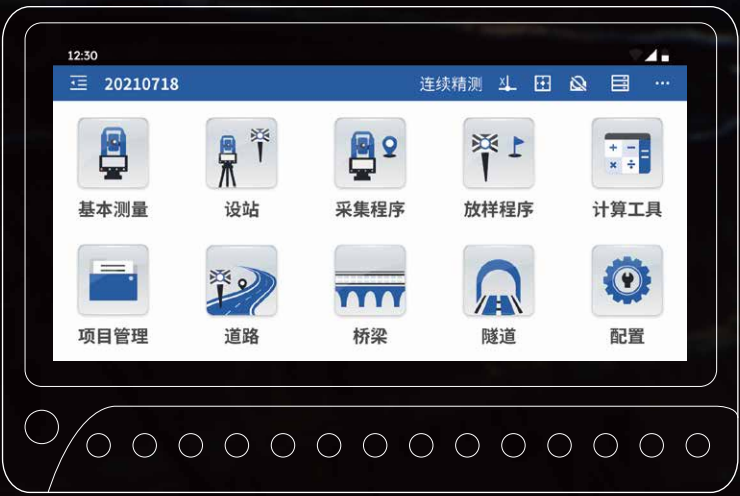 12:30
20210718 连续精测
基本测量 设站 采集程序 放样程序 计算工具
项目管理 道路 桥梁 隧道 配置